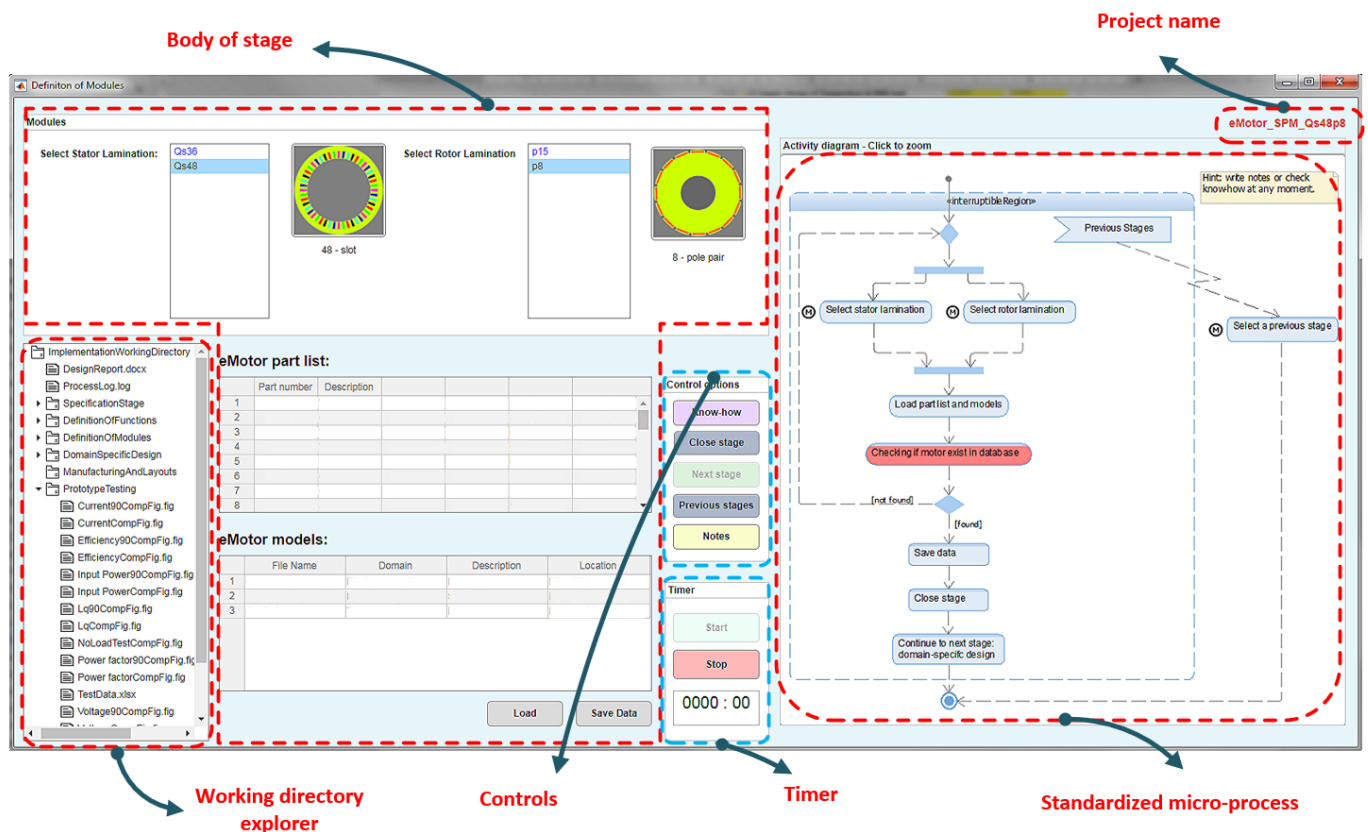 Project name
Body of stage
Definiton of Modules
eMotor_SPM_Qs48p8
Modules
Select Stator Lamination:
Qs36
Qs48
48 - slot
Select Rotor Lamination
p15
p8
8 - pole pair
Activity diagram - Click to zoom
Hint: write notes or check
knowhow at any moment.
«interruptibleRegion»
Previous Stages
Select stator lamination
Select rotor lamination
M
M
M
Select a previous stage
Load part list and models
Checking if motor exist in database
[not found]
[found]
Save data
Close stage
Continue to next stage:
domain-specifc design
ImplementationWorkingDirectory
DesignReport.docx
ProcessLog.log
SpecificationStage
DefinitionOfFunctions
DefinitionOfModules
DomainSpecificDesign
ManufacturingAndLayouts
PrototypeTesting
Current90CompFig.fig
CurrentCompFig.fig
Efficiency90CompFig.fig
EfficiencyCompFig.fig
Input Power90CompFig.fig
Input PowerCompFig.fig
Lq90CompFig.fig
LqCompFig.fig
NoLoadTestCompFig.fig
Power factor90CompFig.fig
Power factorCompFig.fig
TestData.xlsx
Voltage90CompFig.fig
eMotor part list:
Part number Description
1
2
3
4
5
6
7
8
eMotor models:
File Name Domain Description Location
1
2
3
Load Save Data
Control options
Know-how
Close stage
Next stage
Previous stages
Notes
Timer
Start
Stop
0000 : 00
Working directory
explorer
Controls
Timer
Standardized micro-process